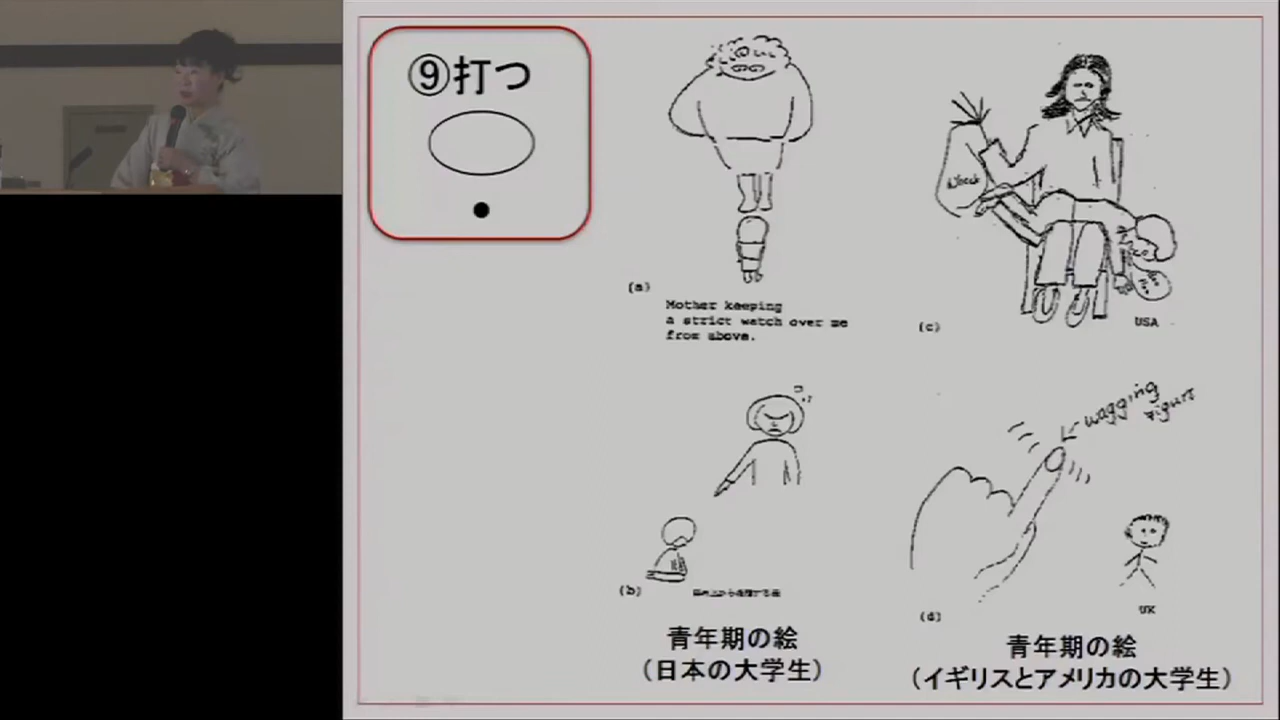 ⑨打つ
(a)
Mother keeping
a strict watch over me
from above.
whack
(c)
USA
wagging
(b)
(d)
UK
青年期の絵
(日本の大学生)
青年期の絵
(イギリスとアメリカの大学生)